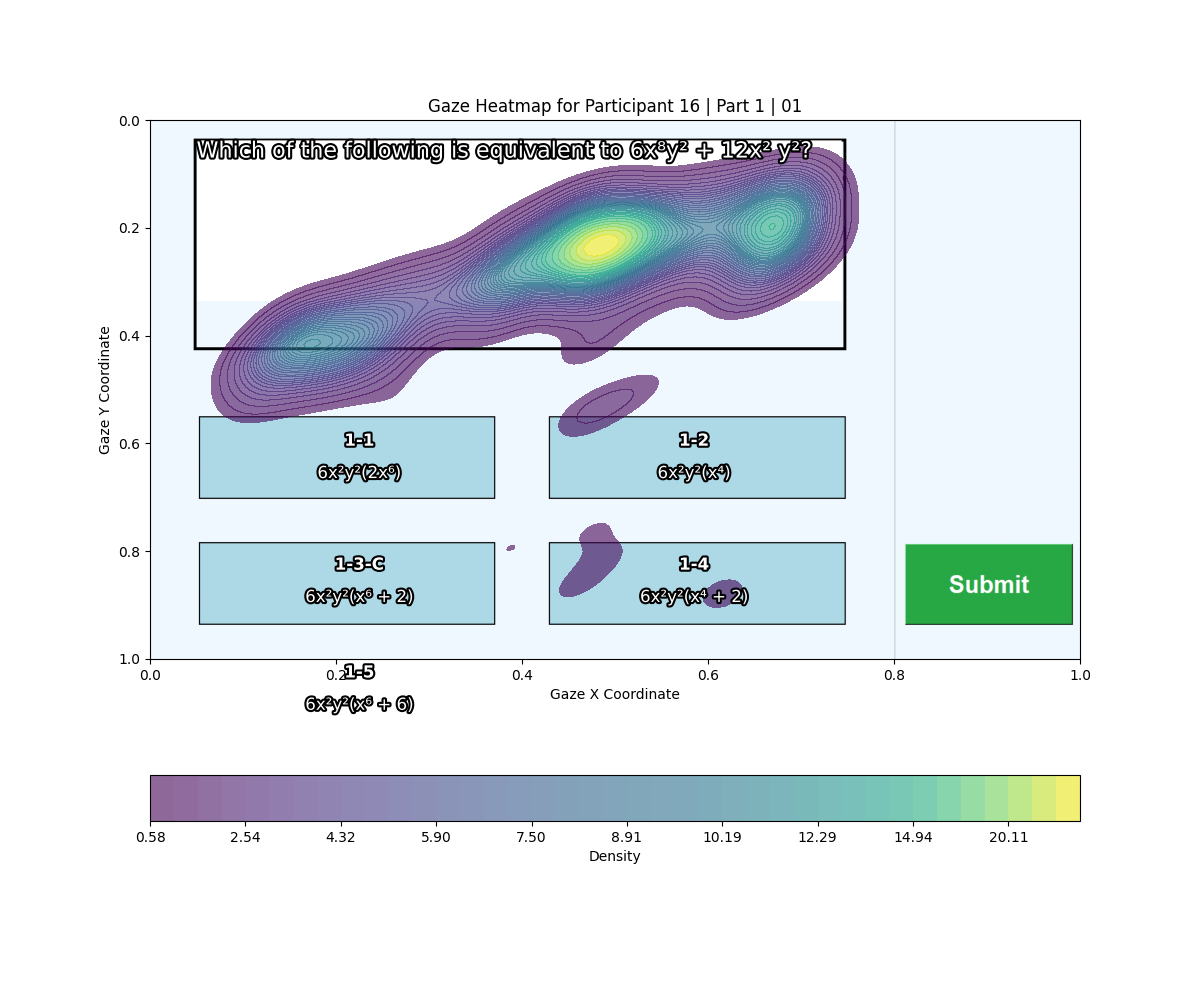 Gaze Heatmap for Participant 16 | Part 1 | 01
0.0
Which of the following is equivalent to 6x⁸y² + 12x² y²?
0.2
0.4
Gaze Y Coordinate
0.6
0.8
1.0
1-1
6x²y²(2x⁶)
1-2
6x²y²(x⁴)
1-3-C
6x²y²(x⁶ + 2)
1-4
6x²y²(x⁴ + 2)
Submit
0.0 0.2 0.4 0.6 0.8 1.0
1-5
Gaze X Coordinate
6x²y²(x⁶ + 6)
0.58 2.54 4.32 5.90 7.50 8.91 10.19 12.29 14.94 20.11
Density